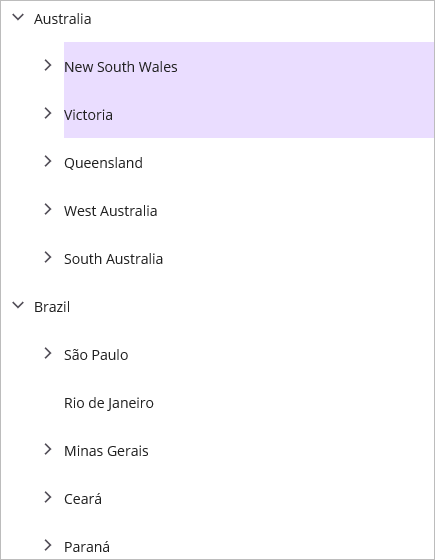 Australia
New South Wales
Victoria
Queensland
West Australia
South Australia
Brazil
São Paulo
Rio de Janeiro
Minas Gerais
Ceará
Paraná